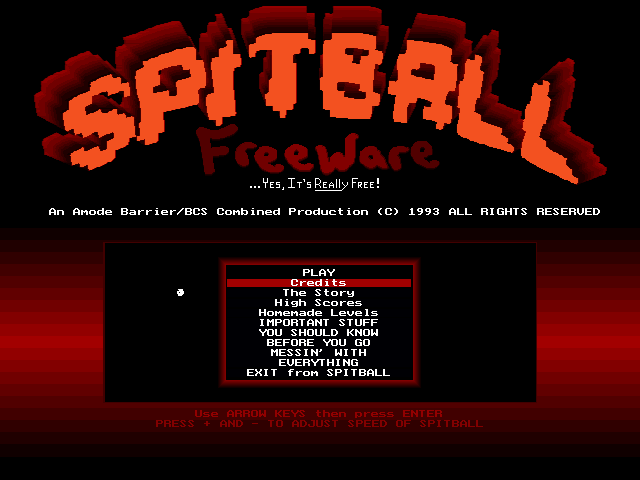 SPITBALL
Freeware
...Yes, It's Really Free!
An Amode Barrier/BCS Combined Production (C) 1993 ALL RIGHTS RESERVED
PLAY
Credits
The Story
High Scores
Homemade Levels
IMPORTANT STUFF
YOU SHOULD KNOW
BEFORE YOU GO
MESSIN' WITH
EVERYTHING
EXIT from SPITBALL
Use ARROW KEYS then press ENTER
PRESS + AND - TO ADJUST SPEED OF SPITBALL